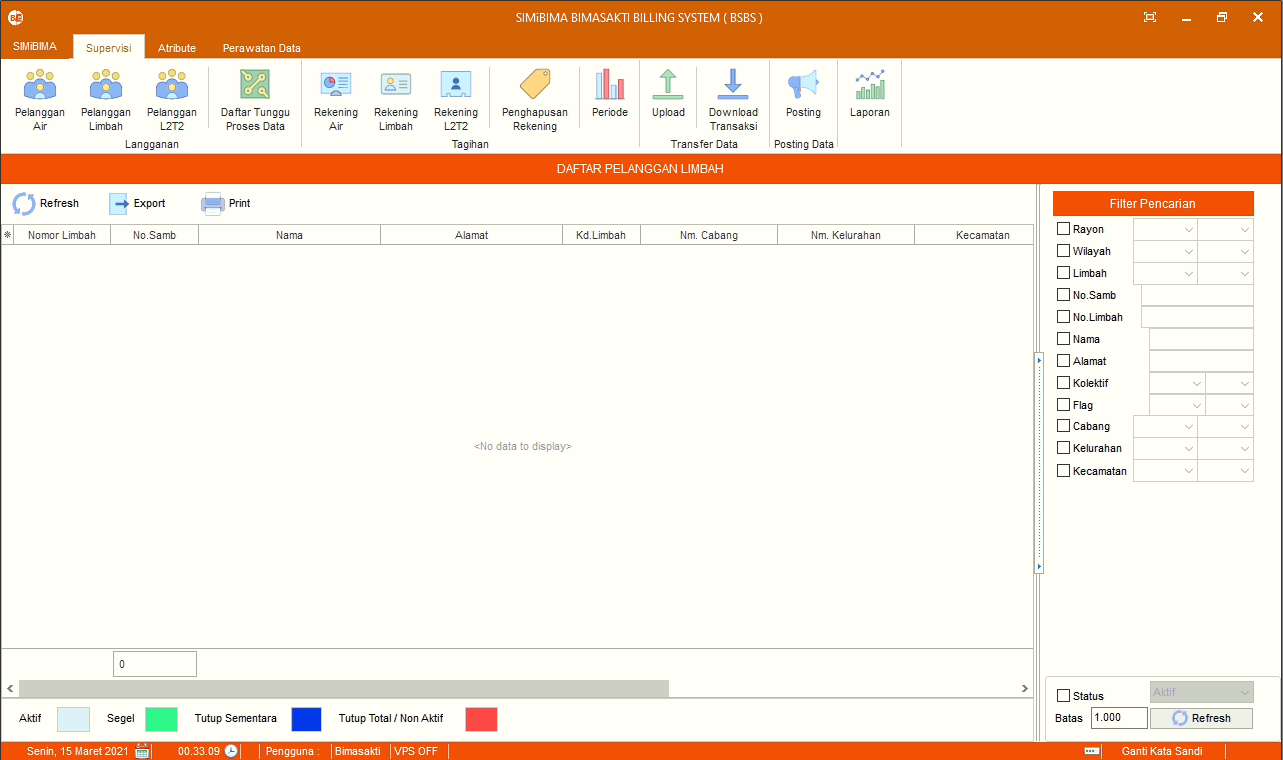 SIMiBIMA BIMASAKTI BILLING SYSTEM ( BSBS )
SIMiBIMA Supervisi Atribute Perawatan Data
Pelanggan Air
Pelanggan Limbah
Pelanggan L2T2
Daftar Tunggu Proses Data
Rekening Air
Rekening Limbah
Rekening L2T2
Penghapusan Rekening
Periode
Upload
Download Transaksi
Posting
Laporan
Langganan Tagihan Transfer Data Posting Data
DAFTAR PELANGGAN LIMBAH
Refresh Export Print
Nomor Limbah No.Samb Nama Alamat Kd.Limbah Nm. Cabang Nm. Kelurahan Kecamatan
<No data to display>
0
Filter Pencarian
Rayon
Wilayah
Limbah
No.Samb
No.Limbah
Nama
Alamat
Kolektif
Flag
Cabang
Kelurahan
Kecamatan
Status Aktif
Batas 1.000 Refresh
Aktif Segel Tutup Sementara Tutup Total / Non Aktif
Senin, 15 Maret 2021 00.33.09 Pengguna : Bimasakti VPS OFF Ganti Kata Sandi